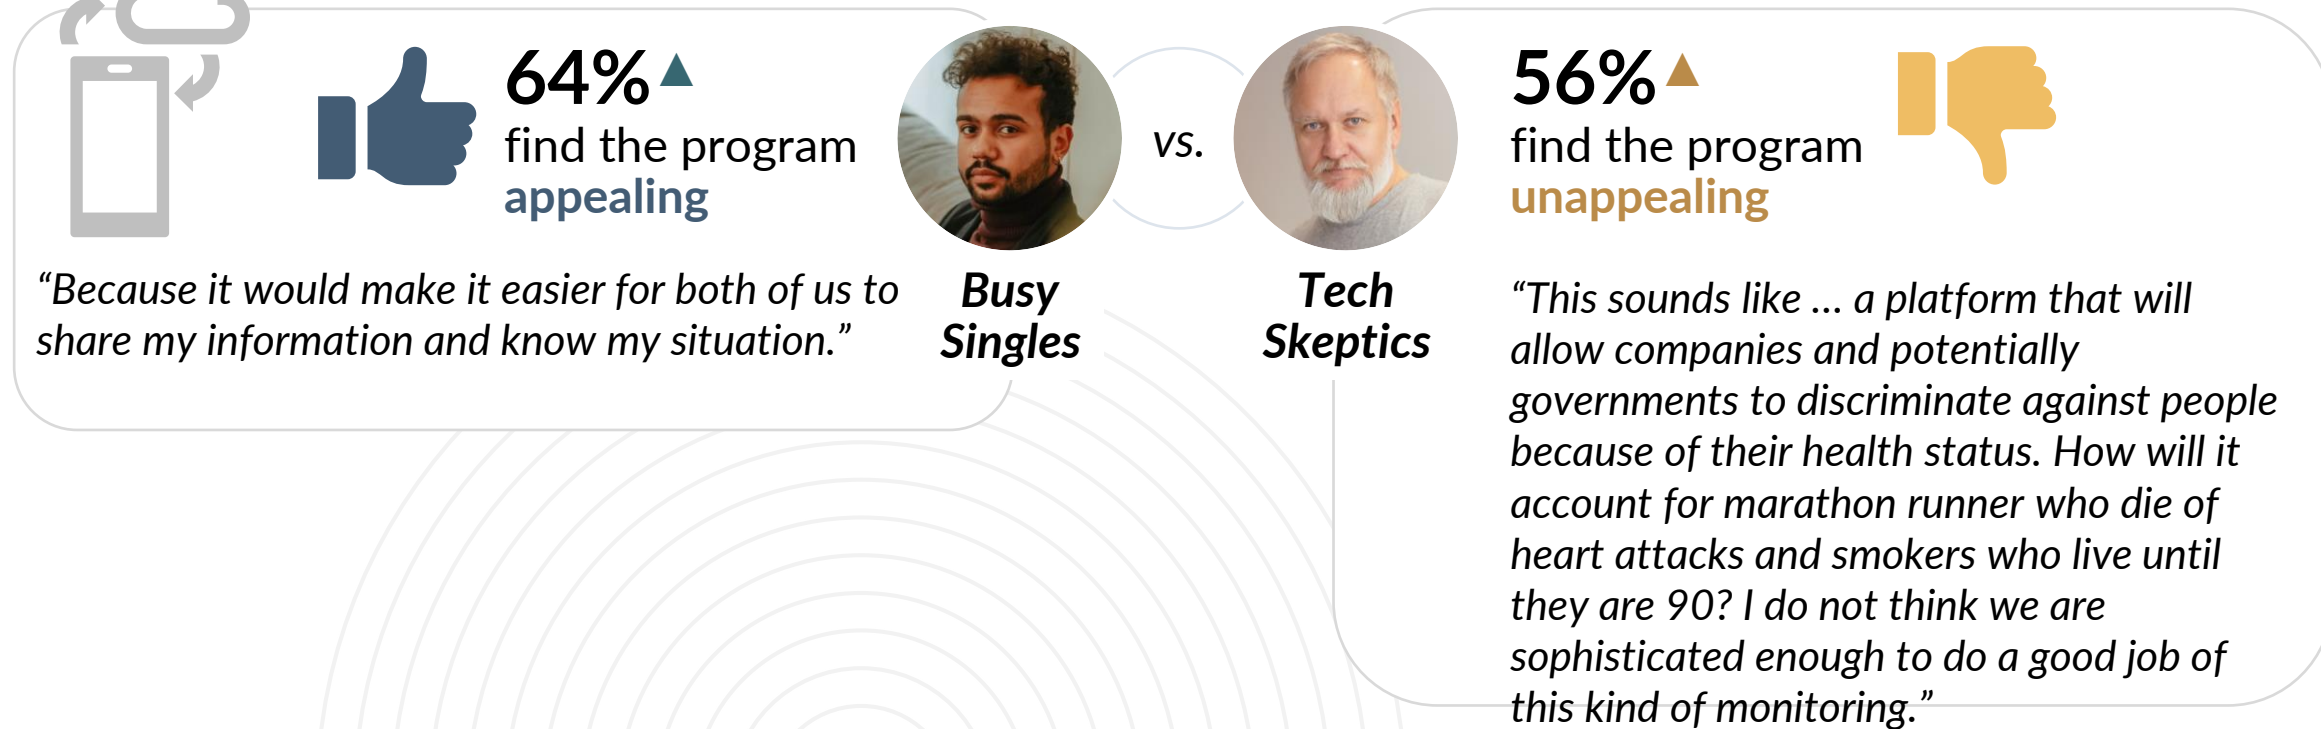 64%▲
find the program
appealing
“Because it would make it easier for both of us to
share my information and know my situation.”
Busy
Singles
vs.
Tech
Skeptics
56%▲
find the program
unappealing
“This sounds like ... a platform that will
allow companies and potentially
governments to discriminate against people
because of their health status. How will it
account for marathon runner who die of
heart attacks and smokers who live until
they are 90? I do not think we are
sophisticated enough to do a good job of
this kind of monitoring.”